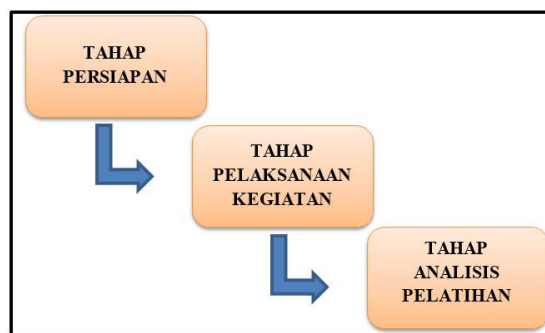 TAHAP
PERSIAPAN
TAHAP
PELAKSANAAN
KEGIATAN
TAHAP
ANALISIS
PELATIHAN